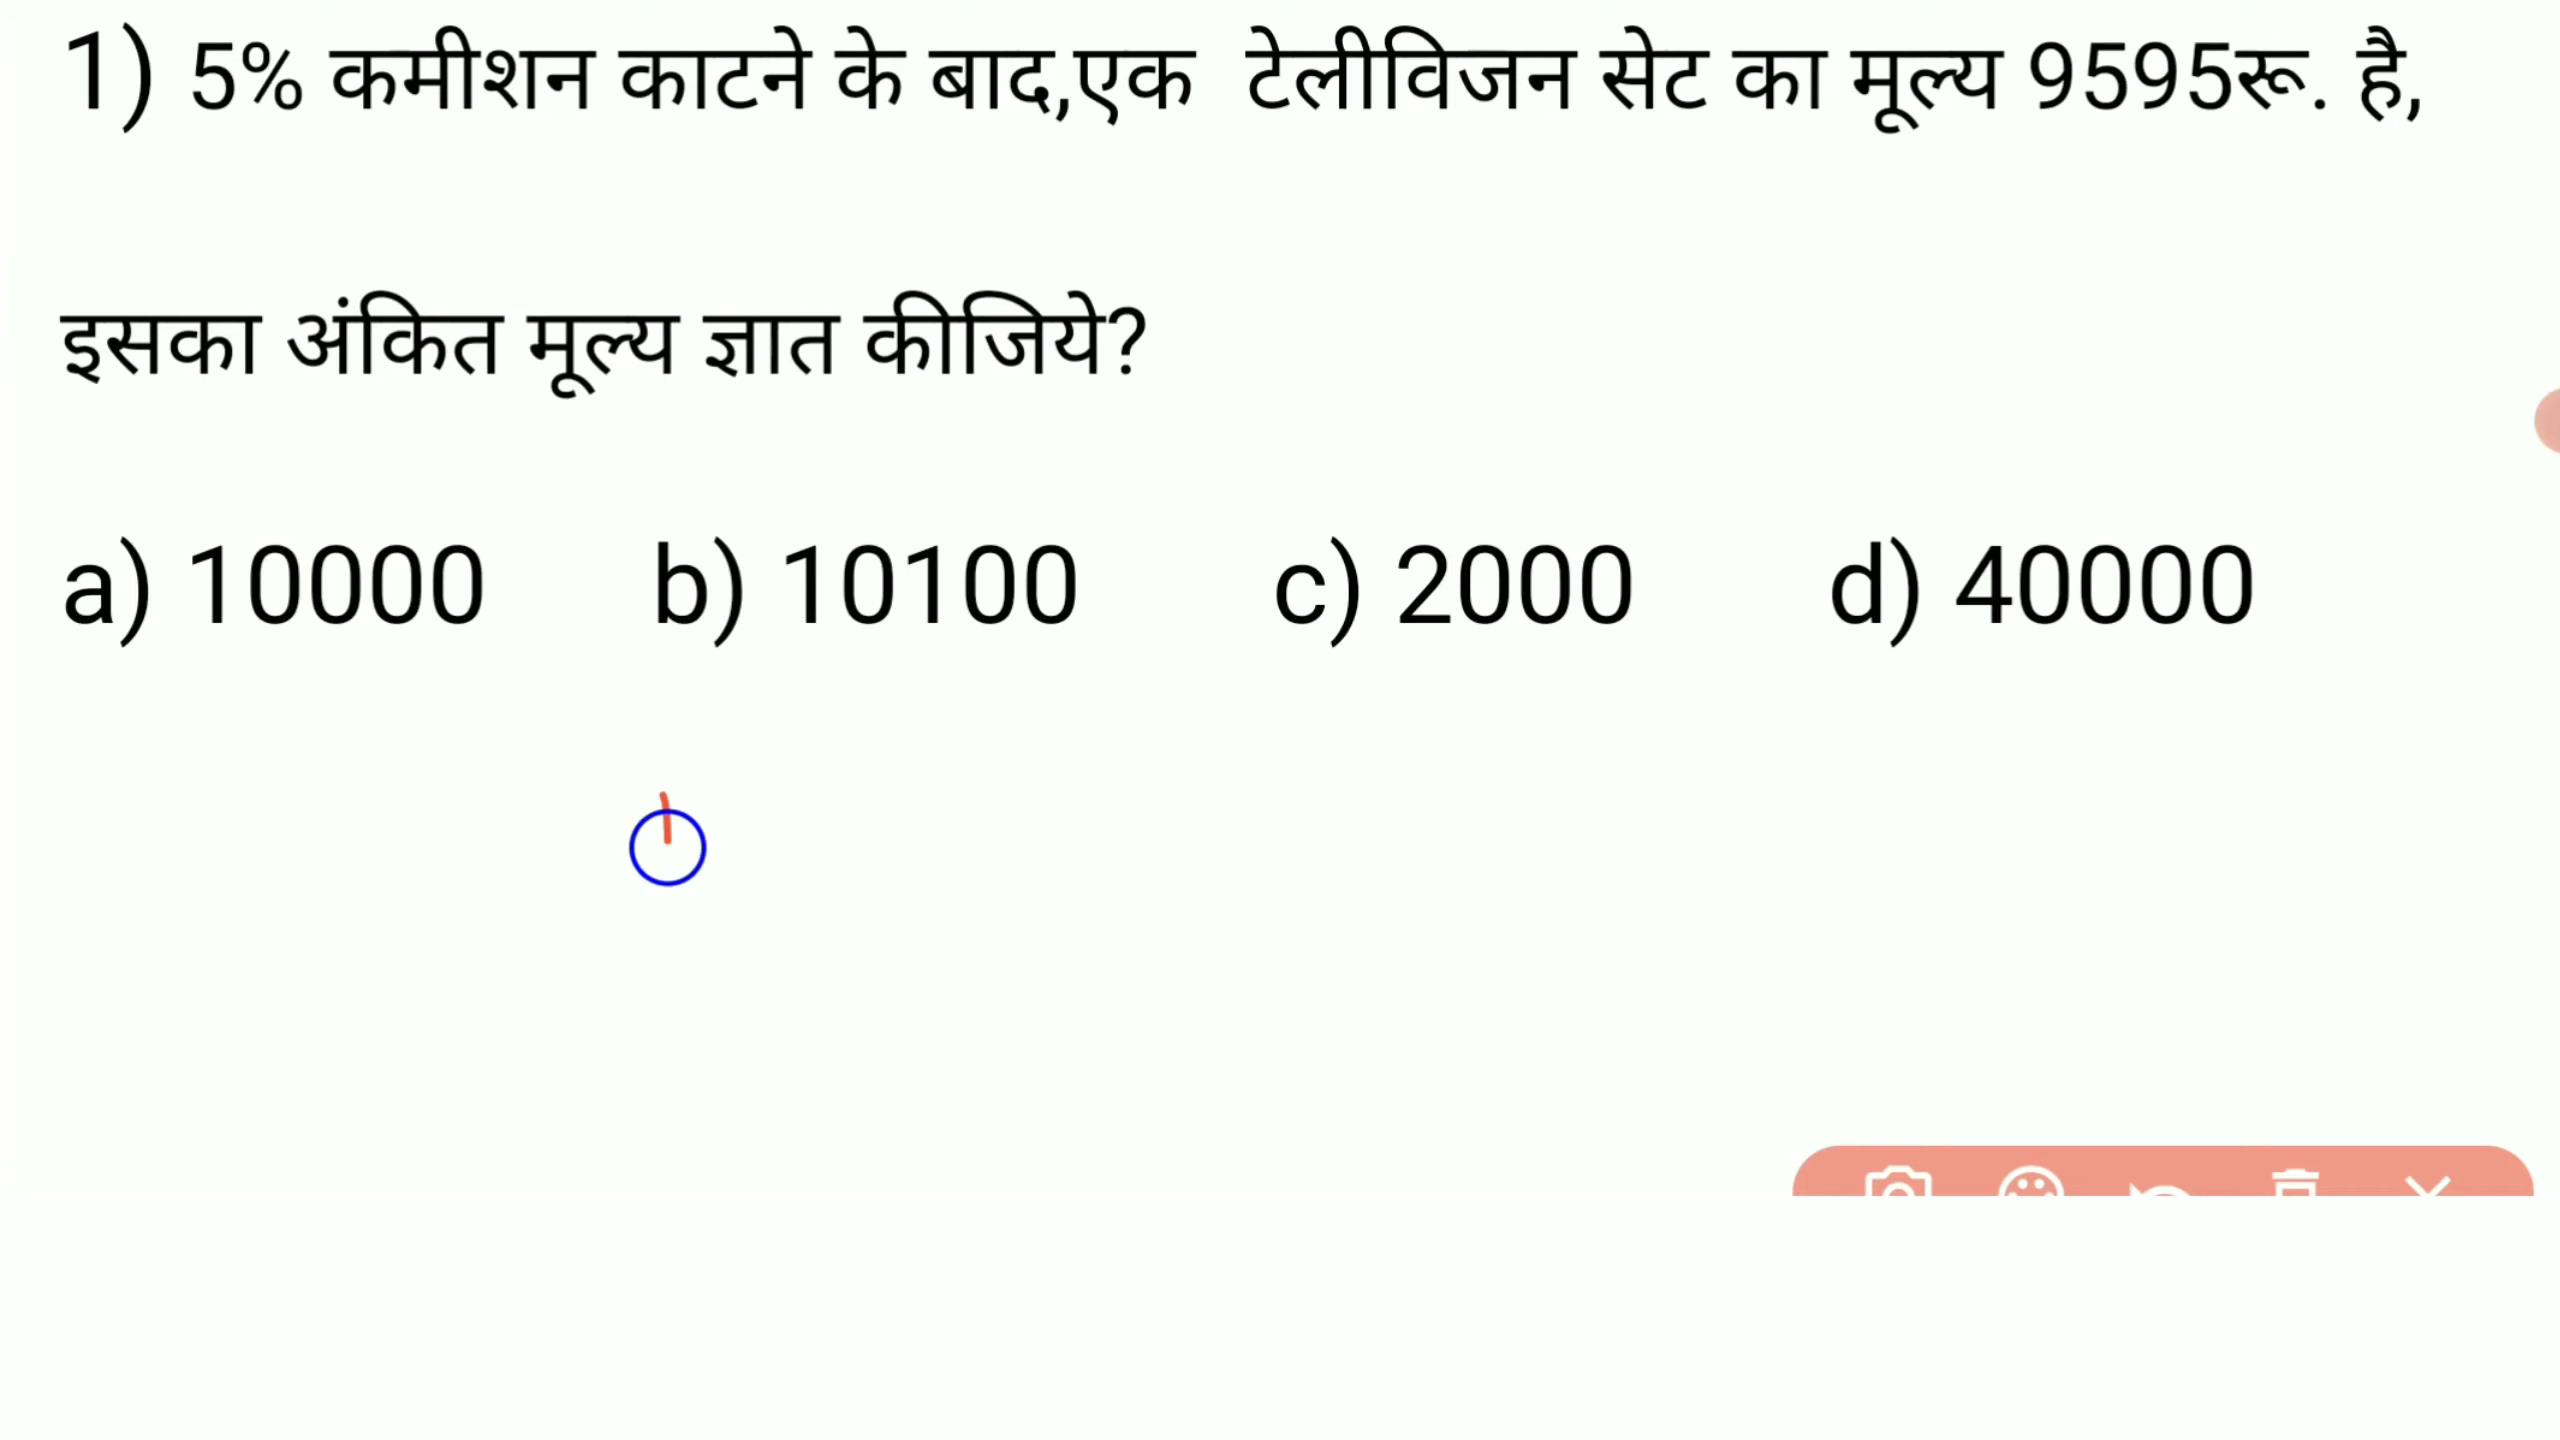 1) 5% कमीशन काटने के बाद,एक टेलीविजन सेट का मूल्य 9595रू. है,
इसका अंकित मूल्य ज्ञात कीजिये?
a) 10000 b) 10100 c) 2000 d) 40000